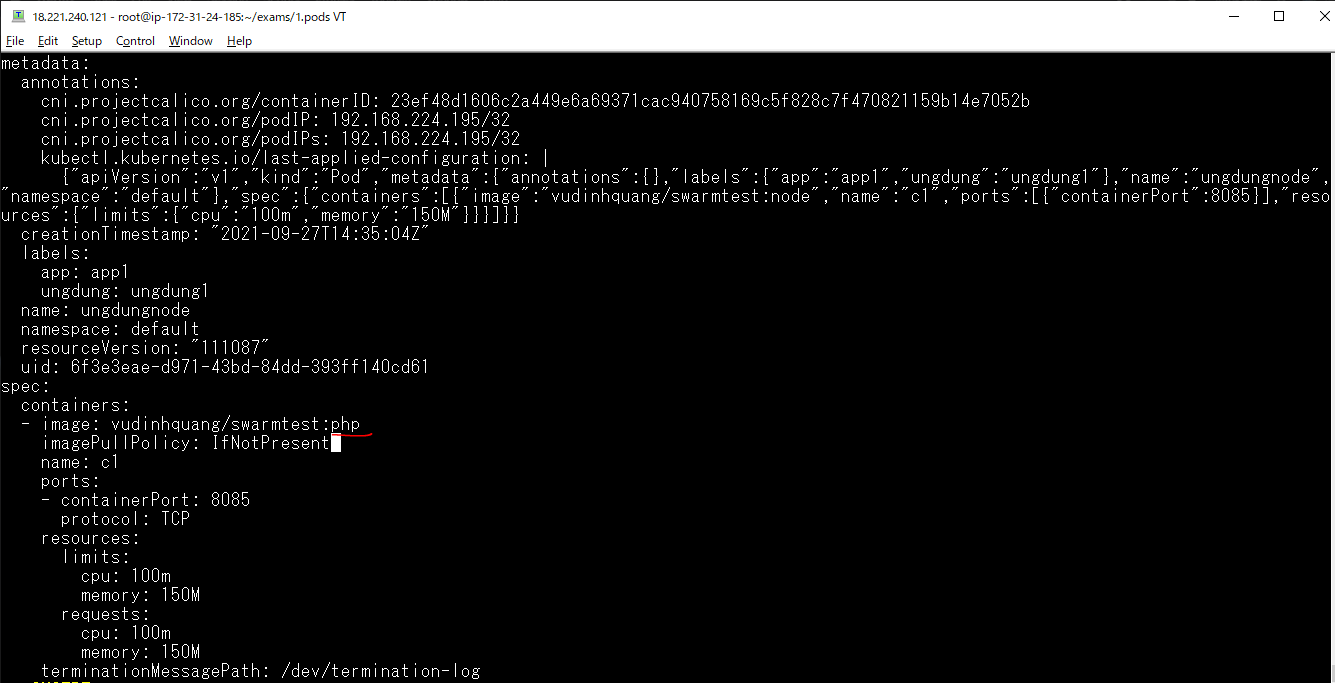 18.221.240.121 - root@ip-172-31-24-185:~/exams/1.pods VT
File Edit Setup Control Window Help
metadata:
  annotations:
    cni.projectcalico.org/containerID: 23ef48d1606c2a449e6a69371cac940758169c5f828c7f470821159b14e7052b
    cni.projectcalico.org/podIP: 192.168.224.195/32
    cni.projectcalico.org/podIPs: 192.168.224.195/32
    kubectl.kubernetes.io/last-applied-configuration: |
      {"apiVersion":"v1","kind":"Pod","metadata":{"annotations":{},"labels":{"app":"app1","ungdung":"ungdung1"},"name":"ungdungnode",
"namespace":"default"},"spec":{"containers":[{"image":"vudinhquang/swarmtest:node","name":"c1","ports":[{"containerPort":8085}],"reso
urces":{"limits":{"cpu":"100m","memory":"150M"}}}]}}
  creationTimestamp: "2021-09-27T14:35:04Z"
  labels:
    app: app1
    ungdung: ungdung1
  name: ungdungnode
  namespace: default
  resourceVersion: "111087"
  uid: 6f3e3eae-d971-43bd-84dd-393ff140cd61
spec:
  containers:
  - image: vudinhquang/swarmtest:php
    imagePullPolicy: IfNotPresent
    name: c1
    ports:
    - containerPort: 8085
      protocol: TCP
    resources:
      limits:
        cpu: 100m
        memory: 150M
      requests:
        cpu: 100m
        memory: 150M
    terminationMessagePath: /dev/termination-log